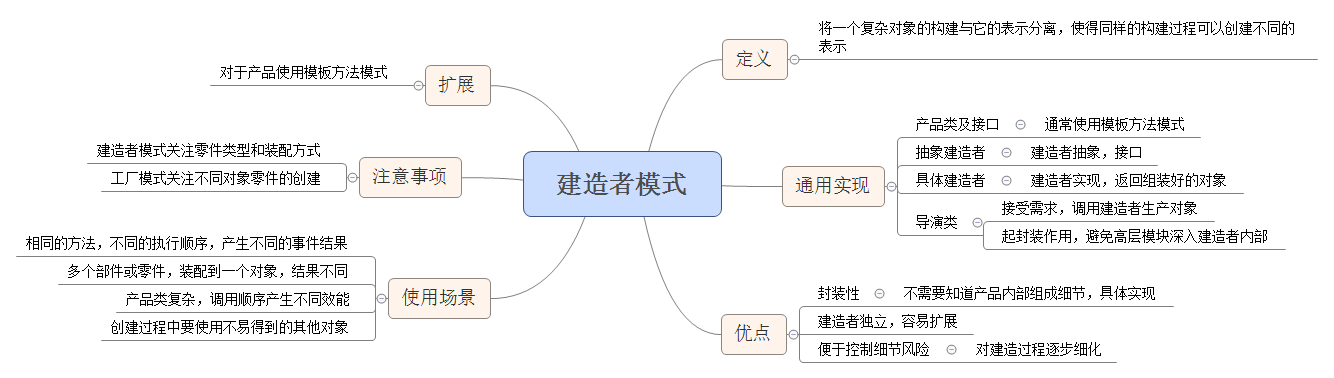 建造者模式
定义
将一个复杂对象的构建与它的表示分离，使得同样的构建过程可以创建不同的
表示
通用实现
产品类及接口
通常使用模板方法模式
抽象建造者
建造者抽象，接口
具体建造者
建造者实现，返回组装好的对象
导演类
接受需求，调用建造者生产对象
起封装作用，避免高层模块深入建造者内部
优点
封装性
不需要知道产品内部组成细节，具体实现
建造者独立，容易扩展
便于控制细节风险
对建造过程逐步细化
扩展
对于产品使用模板方法模式
注意事项
建造者模式关注零件类型和装配方式
工厂模式关注不同对象零件的创建
使用场景
相同的方法，不同的执行顺序，产生不同的事件结果
多个部件或零件，装配到一个对象，结果不同
产品类复杂，调用顺序产生不同效能
创建过程中要使用不易得到的其他对象